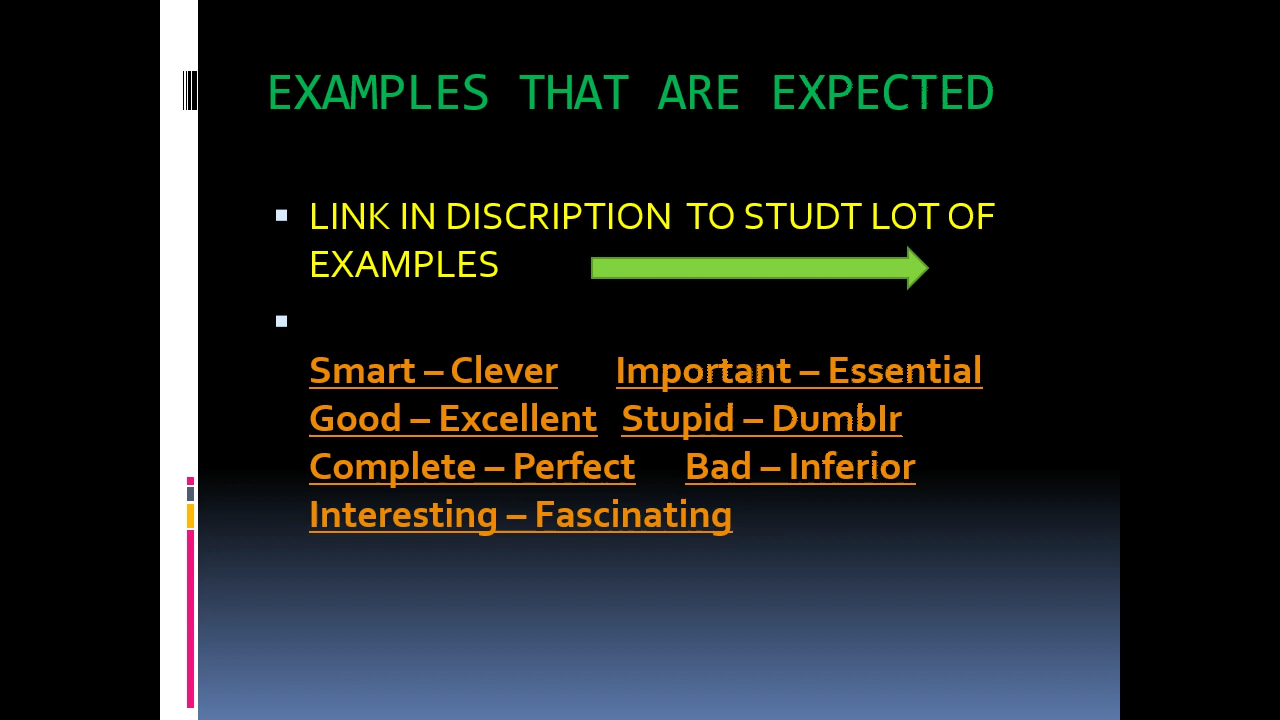 EXAMPLES THAT ARE EXPECTED
LINK IN DISCRIPTION TO STUDT LOT OF
EXAMPLES
Smart – Clever Important – Essential
Good – Excellent Stupid – DumbIr
Complete – Perfect Bad – Inferior
Interesting – Fascinating